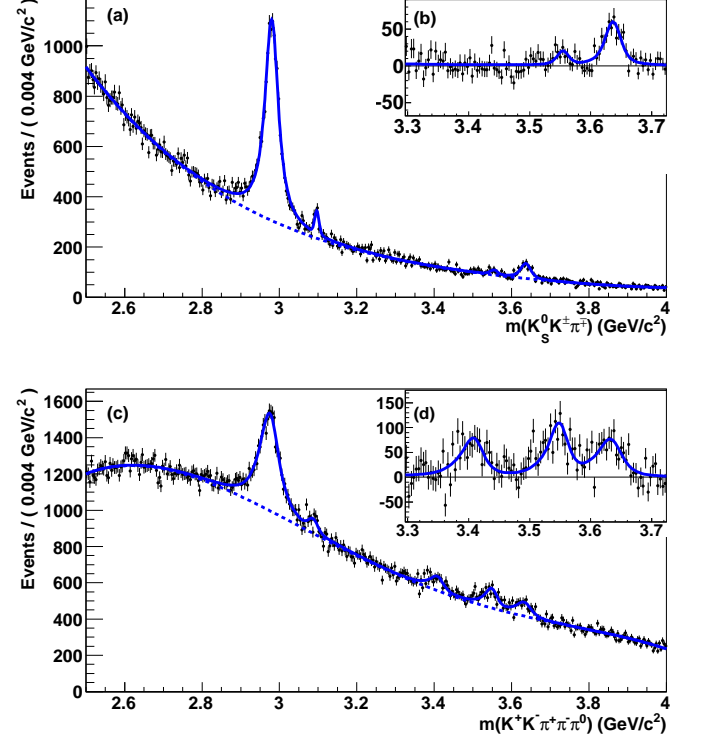 (a)
(b)
Events / ( 0.004 GeV/c² )
1000
800
600
400
200
0
50
0
-50
3.3 3.4 3.5 3.6 3.7
2.6 2.8 3 3.2 3.4 3.6 3.8 4
m(K⁰_S K^±π^∓) (GeV/c²)
(c)
(d)
Events / ( 0.004 GeV/c² )
1600
1400
1200
1000
800
600
400
200
0
150
100
50
0
-50
3.3 3.4 3.5 3.6 3.7
2.6 2.8 3 3.2 3.4 3.6 3.8 4
m(K⁺K⁻π⁺π⁻π⁰) (GeV/c²)